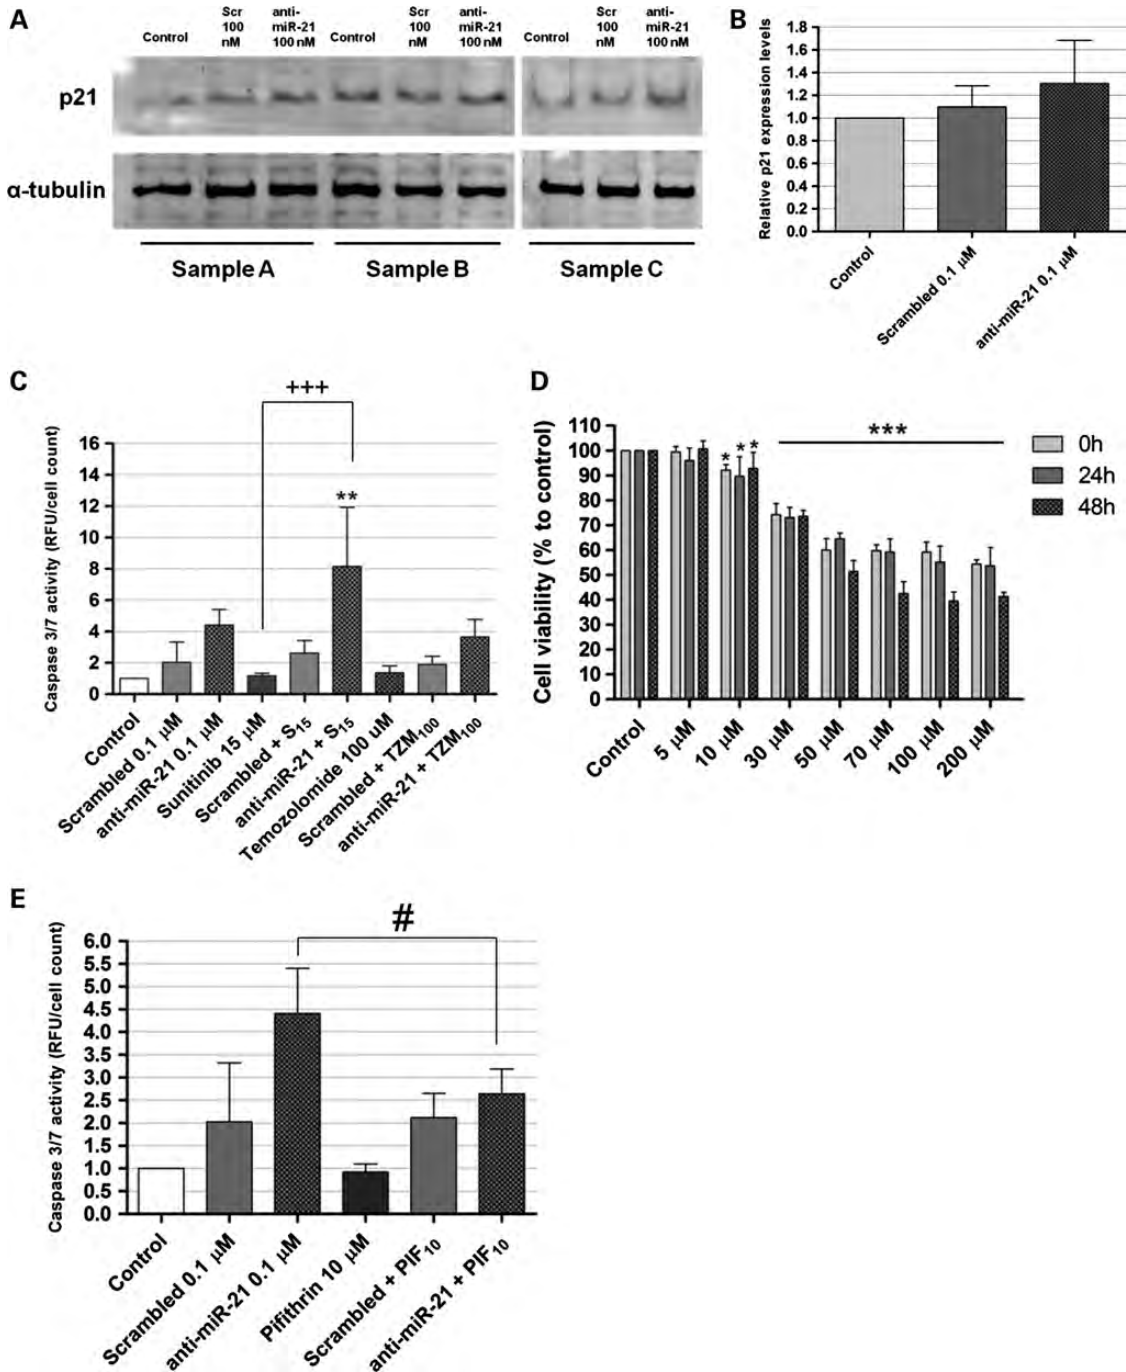 A
Control
Scr
100
nM
anti-
miR-21
100 nM
Control
Scr
100
nM
anti-
miR-21
100 nM
Control
Scr
100
nM
anti-
miR-21
100 nM
p21
α-tubulin
Sample A
Sample B
Sample C
B
Relative p21 expression levels
1.8
1.6
1.4
1.2
1.0
0.8
0.6
0.4
0.2
0.0
Control
Scrambled 0.1 μM
anti-miR-21 0.1 μM
C
+++
**
Caspase 3/7 activity (RFU/cell count)
16
14
12
10
8
6
4
2
0
Control
Scrambled 0.1 μM
anti-miR-21 0.1 μM
Sunitinib 15 μM
Scrambled + S15
anti-miR-21 + S15
Temozolomide 100 uM
Scrambled + TZM100
anti-miR-21 + TZM100
D
Cell viability (% to control)
110
100
90
80
70
60
50
40
30
20
10
0
* * *
***
0h
24h
48h
Control
5 μM
10 μM
30 μM
50 μM
70 μM
100 μM
200 μM
E
#
Caspase 3/7 activity (RFU/cell count)
6.0
5.5
5.0
4.5
4.0
3.5
3.0
2.5
2.0
1.5
1.0
0.5
0.0
Control
Scrambled 0.1 μM
anti-miR-21 0.1 μM
Pifithrin 10 μM
Scrambled + PIF10
anti-miR-21 + PIF10